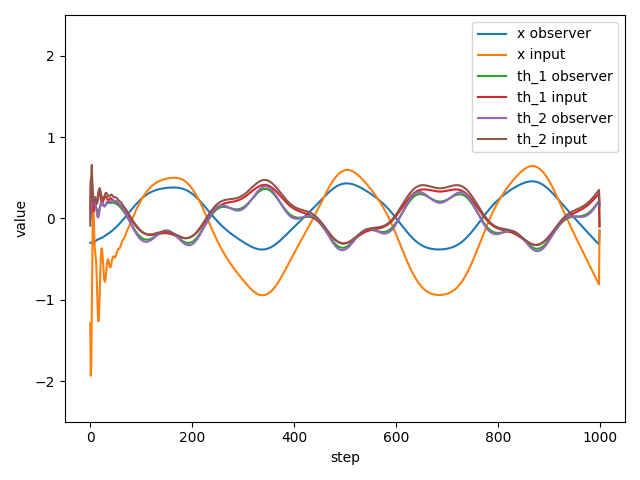 x observer
x input
th_1 observer
th_1 input
th_2 observer
th_2 input
2
1
0
−1
−2
value
0 200 400 600 800 1000
step